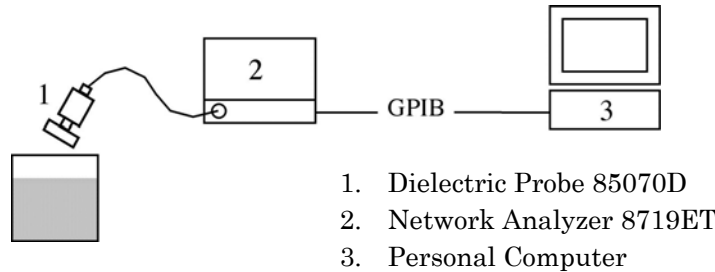 1
2
GPIB
3
1. Dielectric Probe 85070D
2. Network Analyzer 8719ET
3. Personal Computer